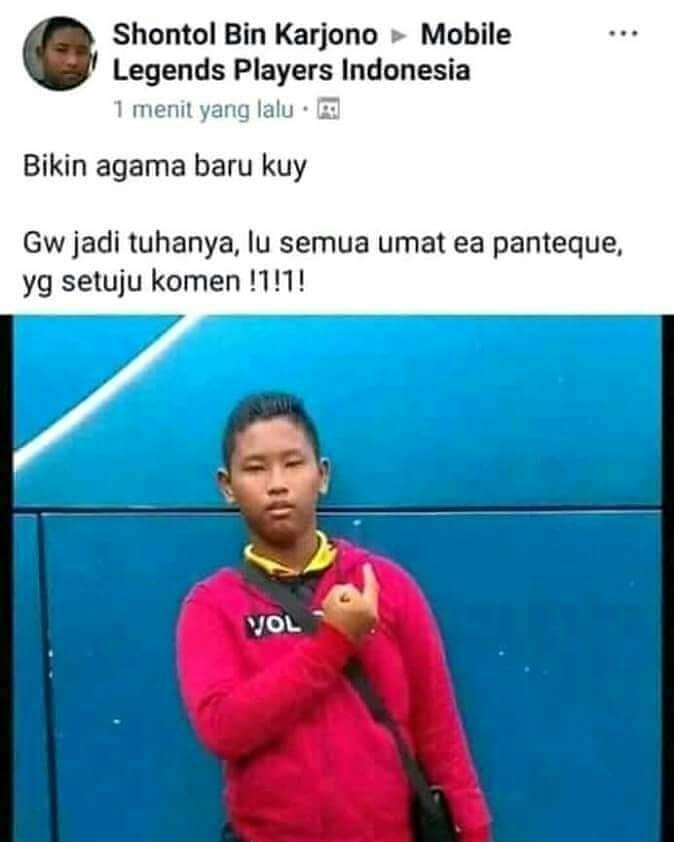 Shontol Bin Karjono ▸ Mobile
Legends Players Indonesia
1 menit yang lalu ·
Bikin agama baru kuy
Gw jadi tuhanya, lu semua umat ea panteque,
yg setuju komen !1!1!
VOL